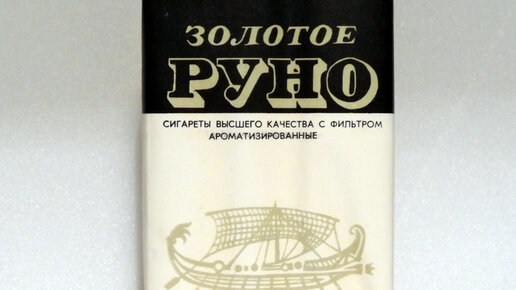 ЗОЛОТОЕ
РУНО
СИГАРЕТЫ ВЫСШЕГО КАЧЕСТВА С ФИЛЬТРОМ
АРОМАТИЗИРОВАННЫЕ